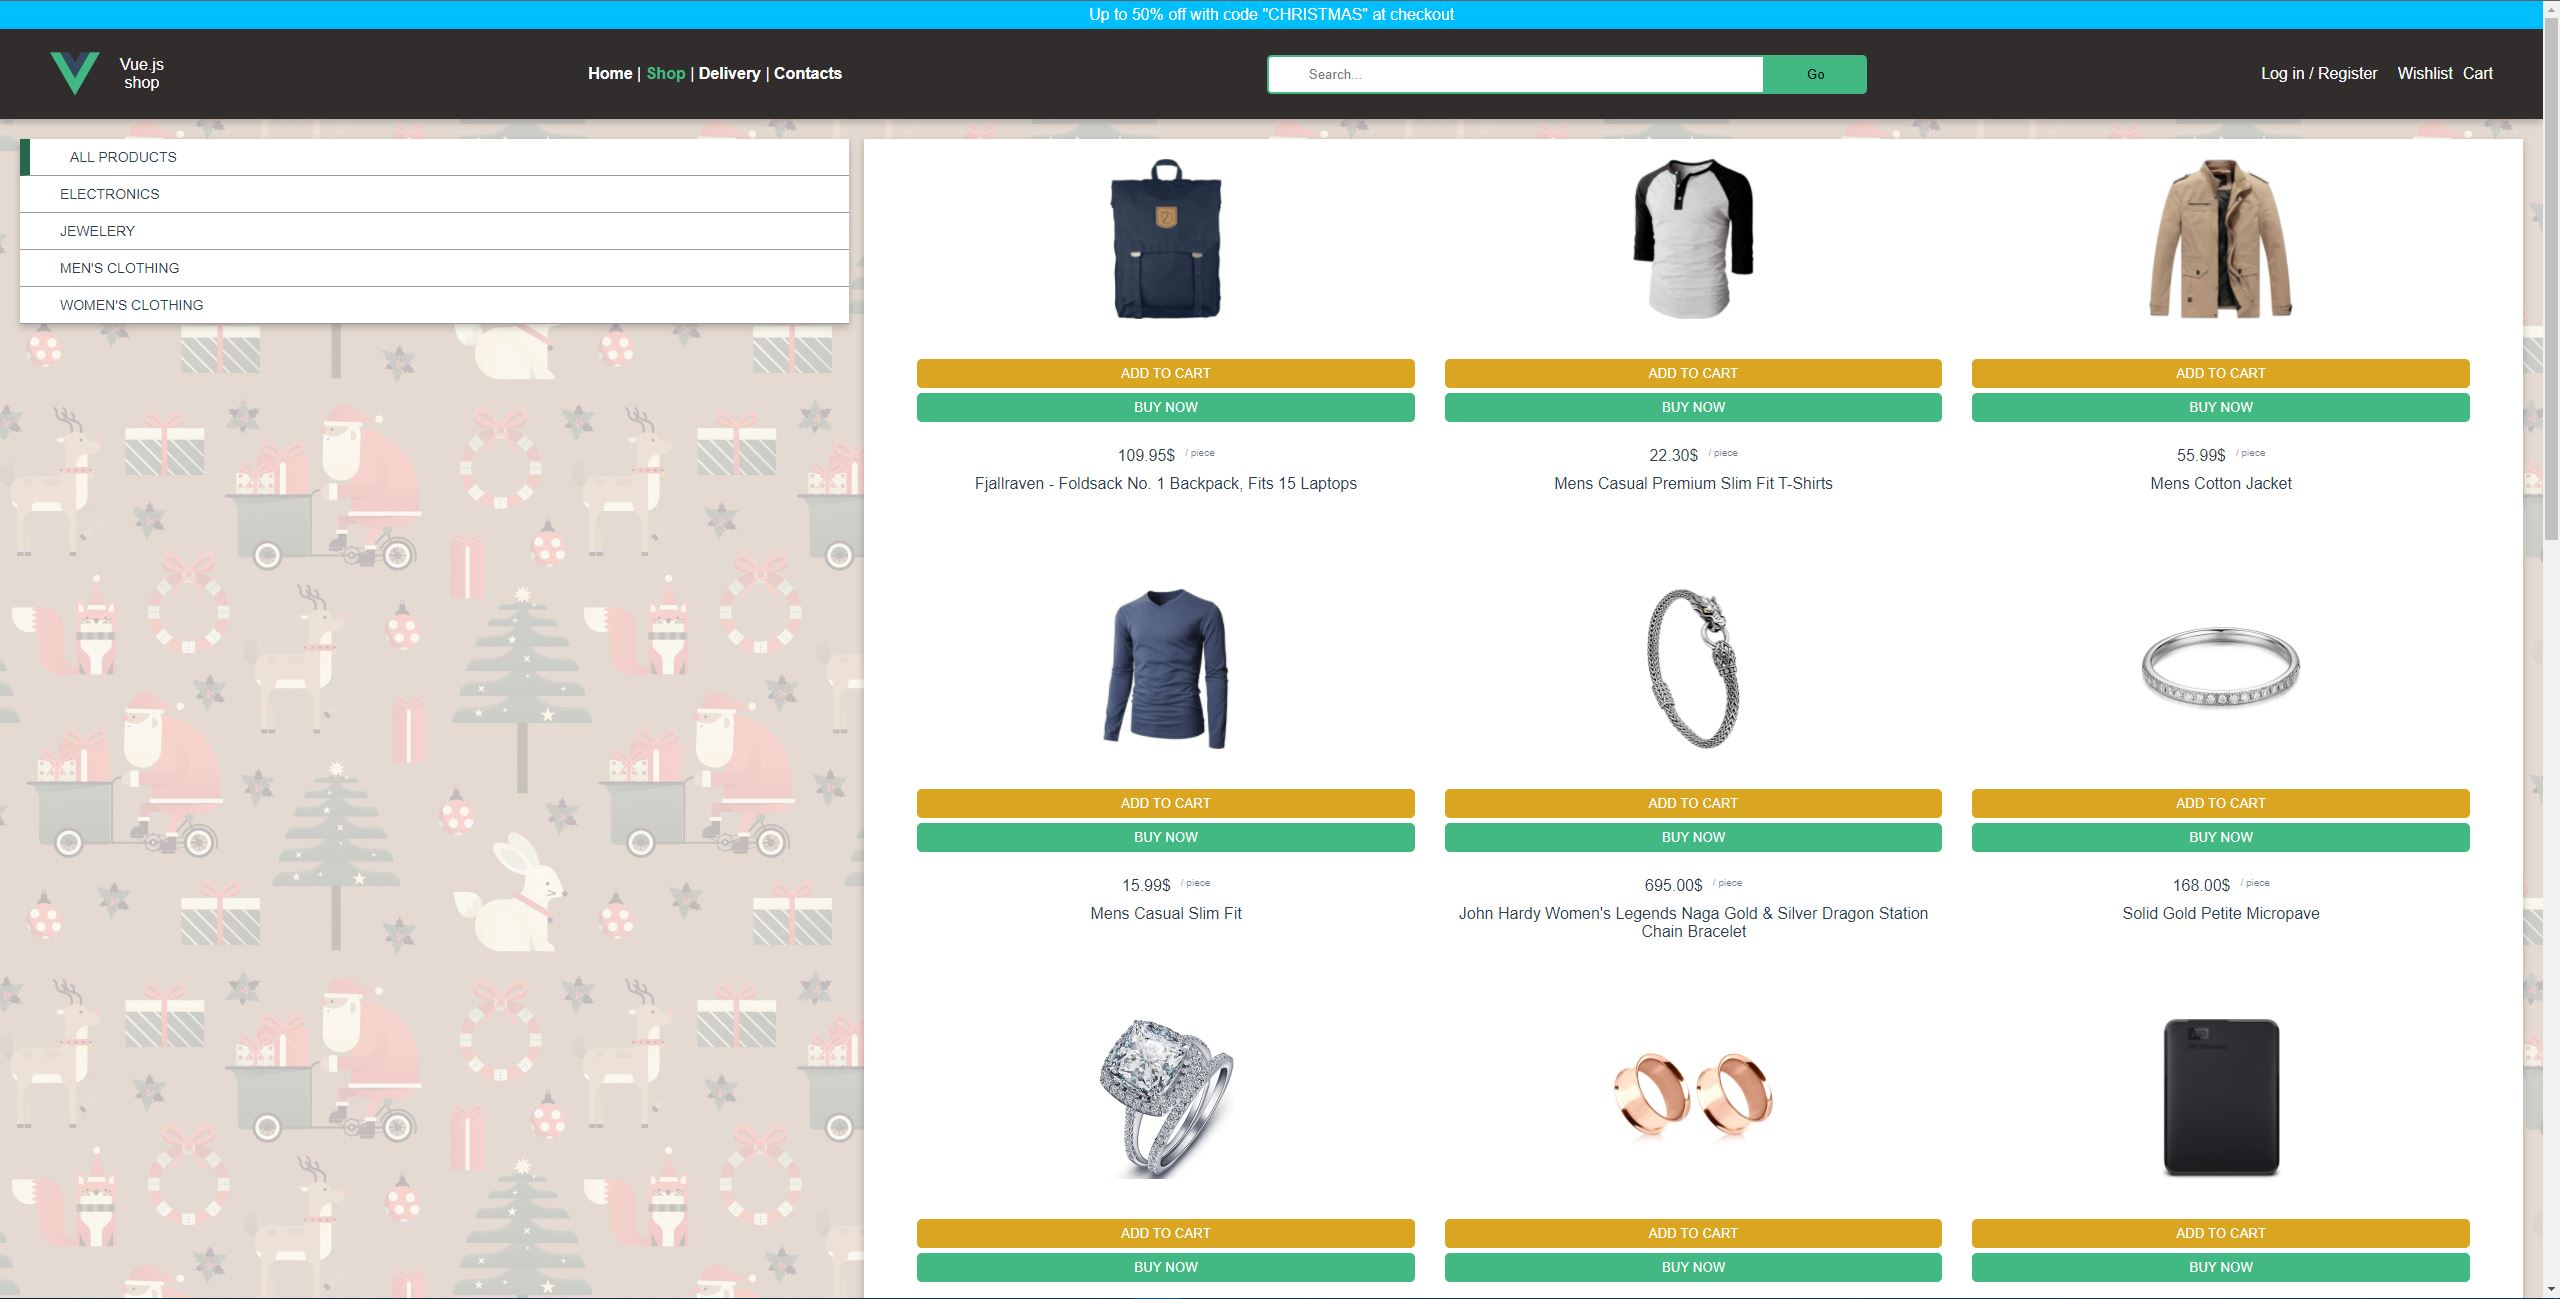 Up to 50% off with code "CHRISTMAS" at checkout
Vue.js
shop
Home | Shop | Delivery | Contacts
Search...
Go
Log in / Register
Wishlist
Cart
ALL PRODUCTS
ELECTRONICS
JEWELERY
MEN'S CLOTHING
WOMEN'S CLOTHING
ADD TO CART
BUY NOW
109.95$ / piece
Fjallraven - Foldsack No. 1 Backpack, Fits 15 Laptops
ADD TO CART
BUY NOW
22.30$ / piece
Mens Casual Premium Slim Fit T-Shirts
ADD TO CART
BUY NOW
55.99$ / piece
Mens Cotton Jacket
ADD TO CART
BUY NOW
15.99$ / piece
Mens Casual Slim Fit
ADD TO CART
BUY NOW
695.00$ / piece
John Hardy Women's Legends Naga Gold & Silver Dragon Station
Chain Bracelet
ADD TO CART
BUY NOW
168.00$ / piece
Solid Gold Petite Micropave
ADD TO CART
BUY NOW
ADD TO CART
BUY NOW
ADD TO CART
BUY NOW